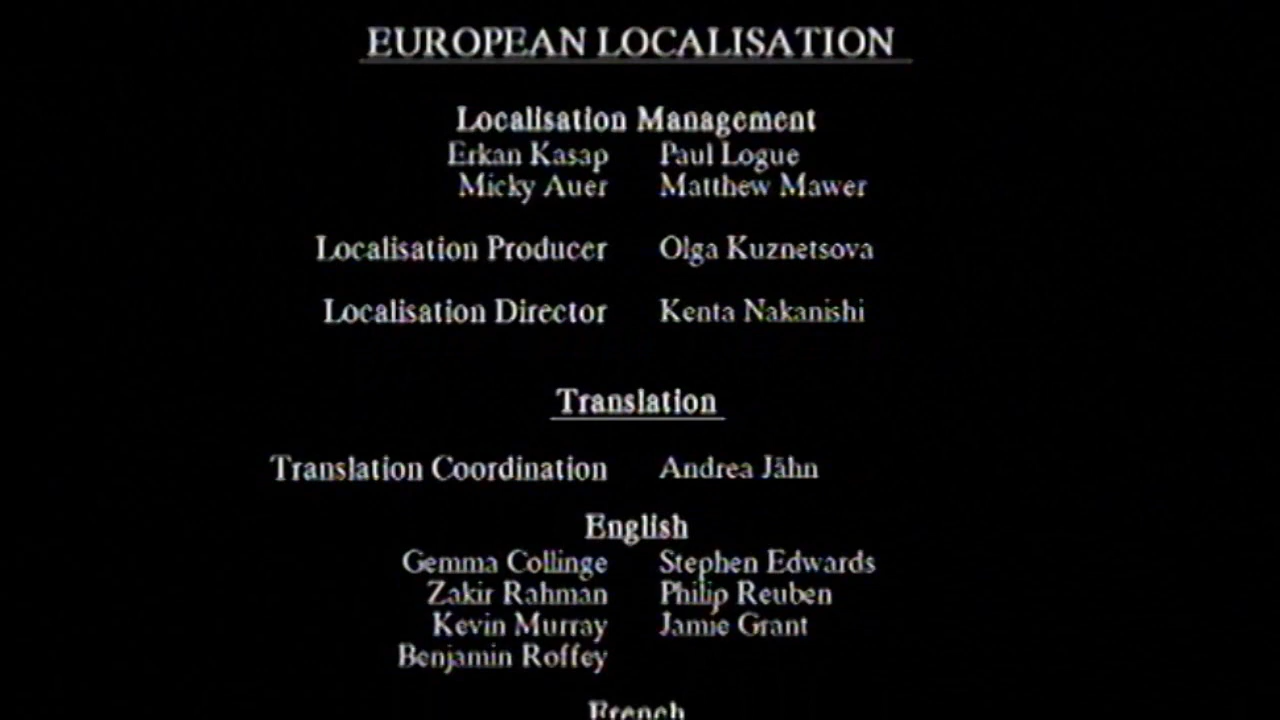 EUROPEAN LOCALISATION
Localisation Management
Erkan Kasap Paul Logue
Micky Auer Matthew Mawer
Localisation Producer Olga Kuznetsova
Localisation Director Kenta Nakanishi
Translation
Translation Coordination Andrea Jähn
English
Gemma Collinge Stephen Edwards
Zakir Rahman Philip Reuben
Kevin Murray Jamie Grant
Benjamin Roffey
French